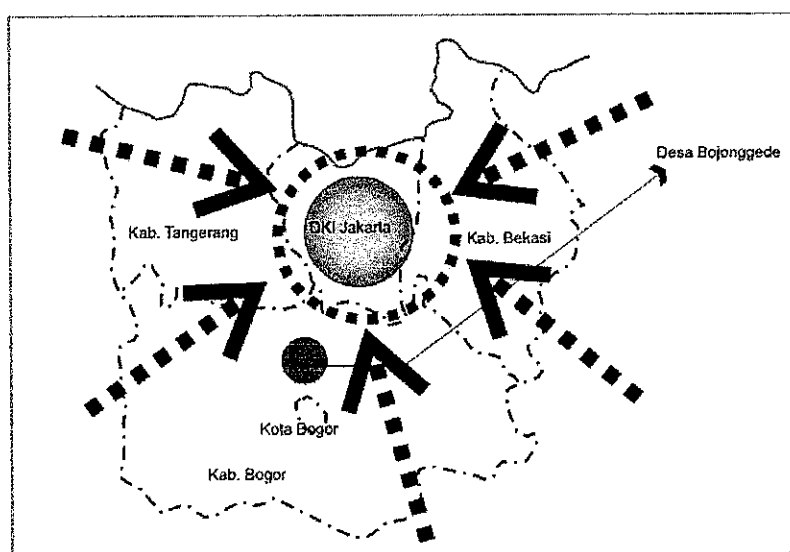 Desa Bojonggede
DKI Jakarta
Kab. Tangerang
Kab. Bekasi
Kota Bogor
Kab. Bogor